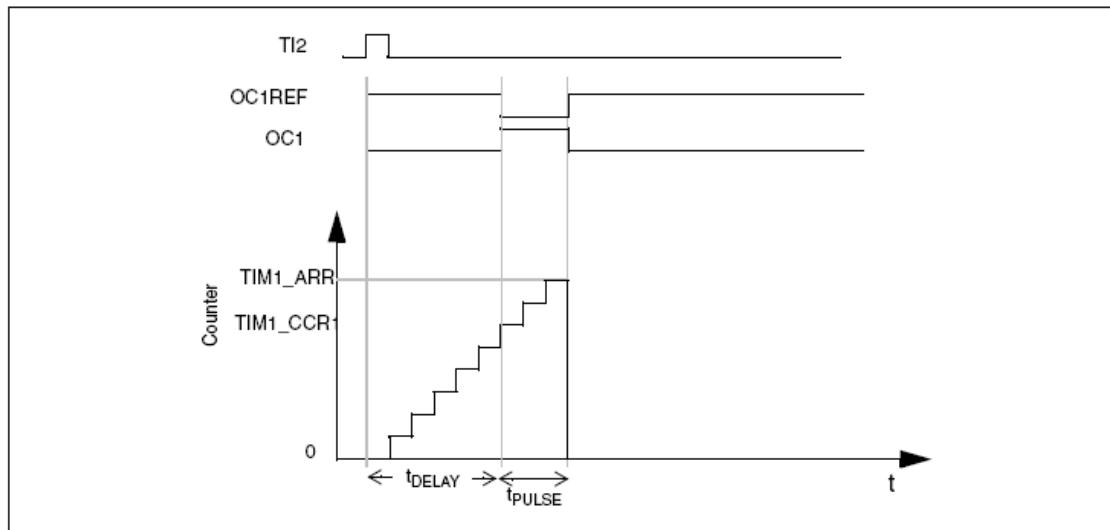 TI2
OC1REF
OC1
TIM1_ARR
TIM1_CCR1
Counter
0
tDELAY
tPULSE
t